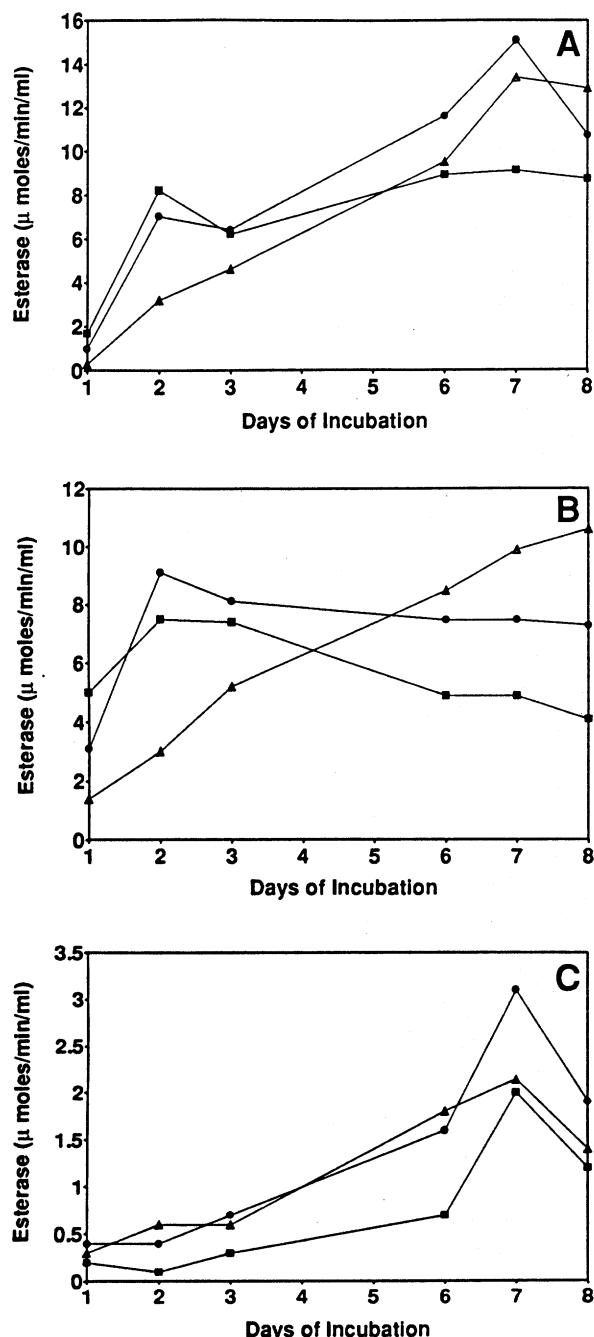 A
16
14
12
10
8
6
4
2
0
Esterase (μ moles/min/ml)
1 2 3 4 5 6 7 8
Days of Incubation
B
12
10
8
6
4
2
0
Esterase (μ moles/min/ml)
1 2 3 4 5 6 7 8
Days of Incubation
C
3.5
3
2.5
2
1.5
1
0.5
0
Esterase (μ moles/min/ml)
1 2 3 4 5 6 7 8
Days of Incubation